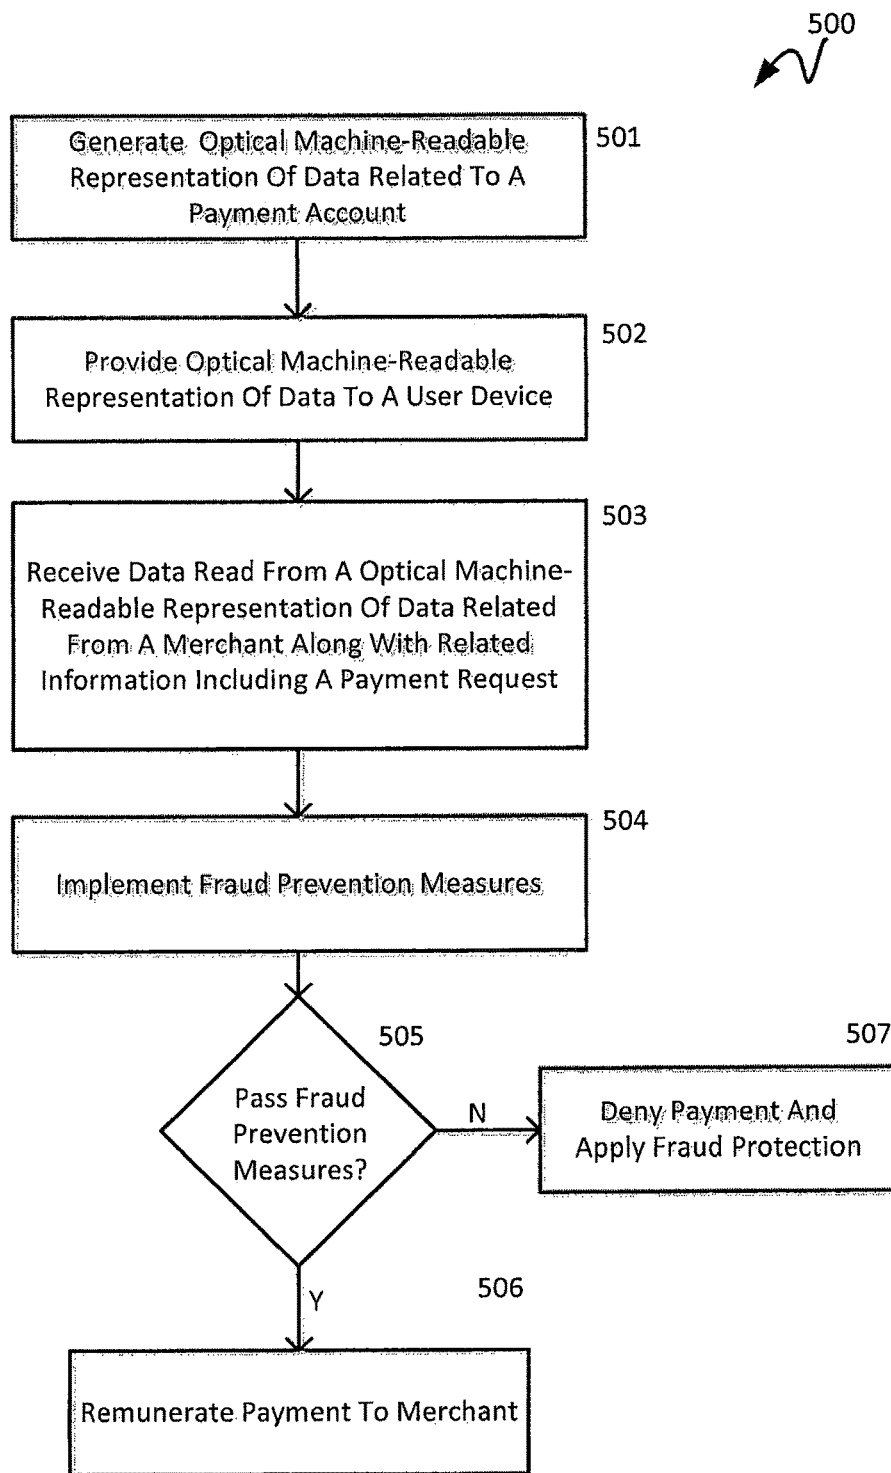 500
Generate Optical Machine-Readable
Representation Of Data Related To A
Payment Account
501
Provide Optical Machine-Readable
Representation Of Data To A User Device
502
Receive Data Read From A Optical Machine-
Readable Representation Of Data Related
From A Merchant Along With Related
Information Including A Payment Request
503
Implement Fraud Prevention Measures
504
Pass Fraud
Prevention
Measures?
505
N
Deny Payment And
Apply Fraud Protection
507
Y
506
Remunerate Payment To Merchant